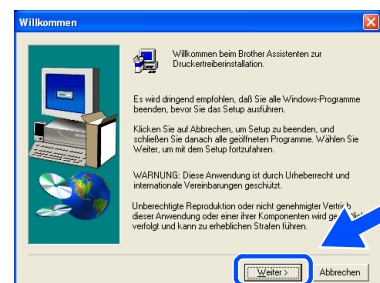 Willkommen
Willkommen beim Brother Assistenten zur
Druckertreiberinstallation.
Es wird dringend empfohlen, daß Sie alle Windows-Programme
beenden, bevor Sie das Setup ausführen.
Klicken Sie auf Abbrechen, um Setup zu beenden, und
schließen Sie danach alle geöffneten Programme. Wählen Sie
Weiter, um mit dem Setup fortzufahren.
WARNUNG: Diese Anwendung ist durch Urheberrecht und
internationale Vereinbarungen geschützt.
Unberechtigte Reproduktion oder nicht genehmigter Vertrieb
dieser Anwendung oder einer ihrer Komponenten wird
verfolgt und kann zu erheblichen Strafen führen.
Weiter > Abbrechen